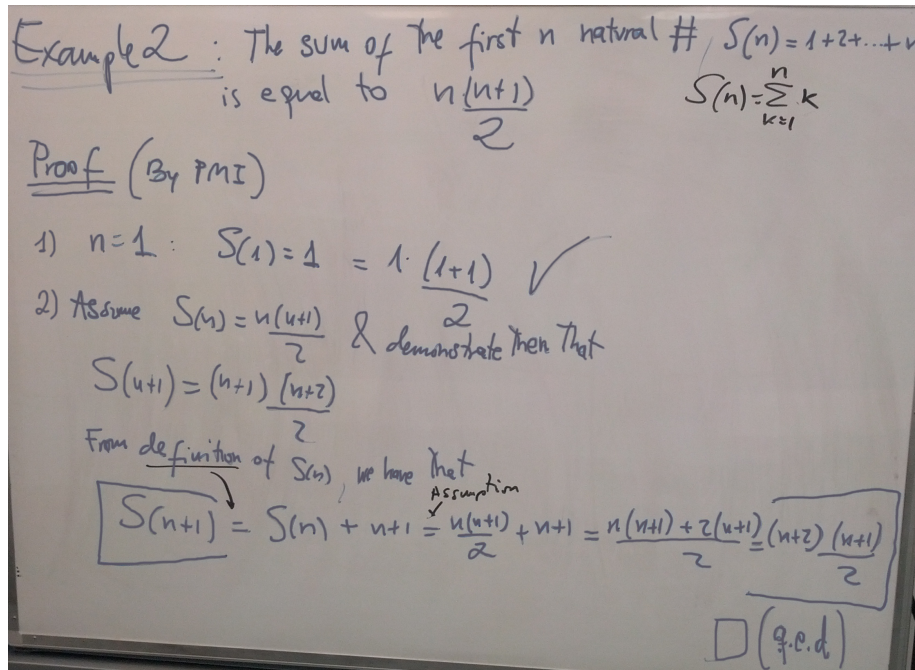 Example 2 : The sum of the first n natural # , S(n) = 1+2+...+n
is equal to n(n+1)/2 S(n) = ∑_{k=1}^{n} k
Proof (By PMI)
1) n=1 : S(1) = 1 = 1·(1+1)/2 ✓
2) Assume S(n) = n(n+1)/2 & demonstrate then that
S(n+1) = (n+1)(n+2)/2
From definition of S(n), we have that
Assumption
S(n+1) = S(n) + n+1 = n(n+1)/2 + n+1 = n(n+1) + 2(n+1)/2 = (n+2)(n+1)/2
□ (q.e.d)